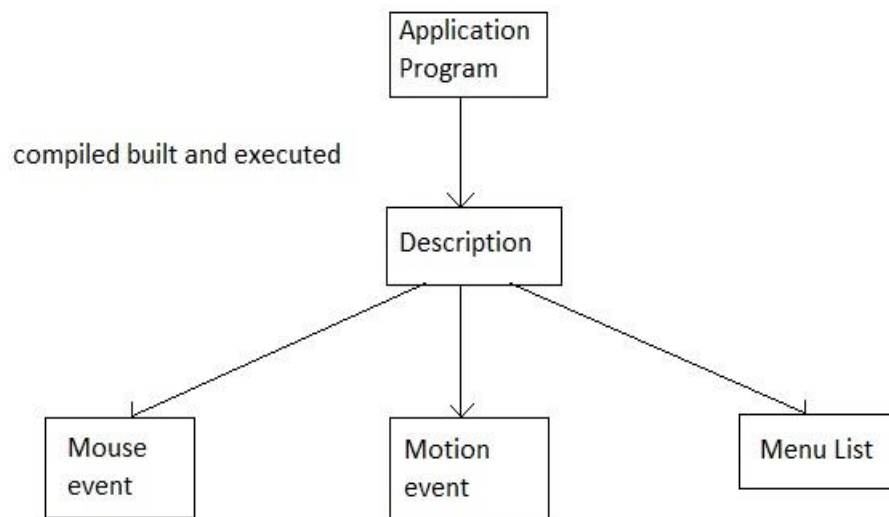 Application
Program
compiled built and executed
Description
Mouse
event
Motion
event
Menu List